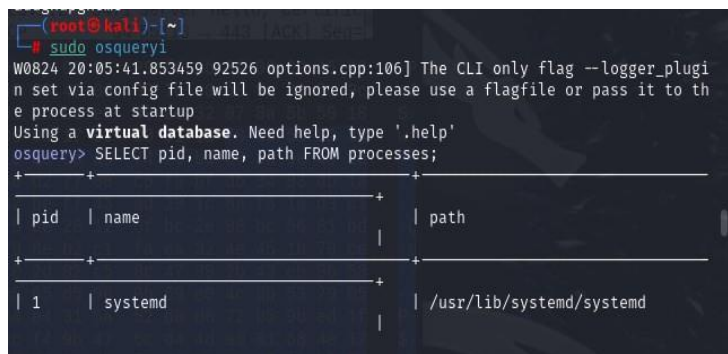 ┌──(root㉿kali)-[~]
└─# sudo osqueryi
W0824 20:05:41.853459 92526 options.cpp:106] The CLI only flag --logger_plugi
n set via config file will be ignored, please use a flagfile or pass it to th
e process at startup
Using a virtual database. Need help, type '.help'
osquery> SELECT pid, name, path FROM processes;
| pid | name | path
|
| 1 | systemd | /usr/lib/systemd/systemd
|